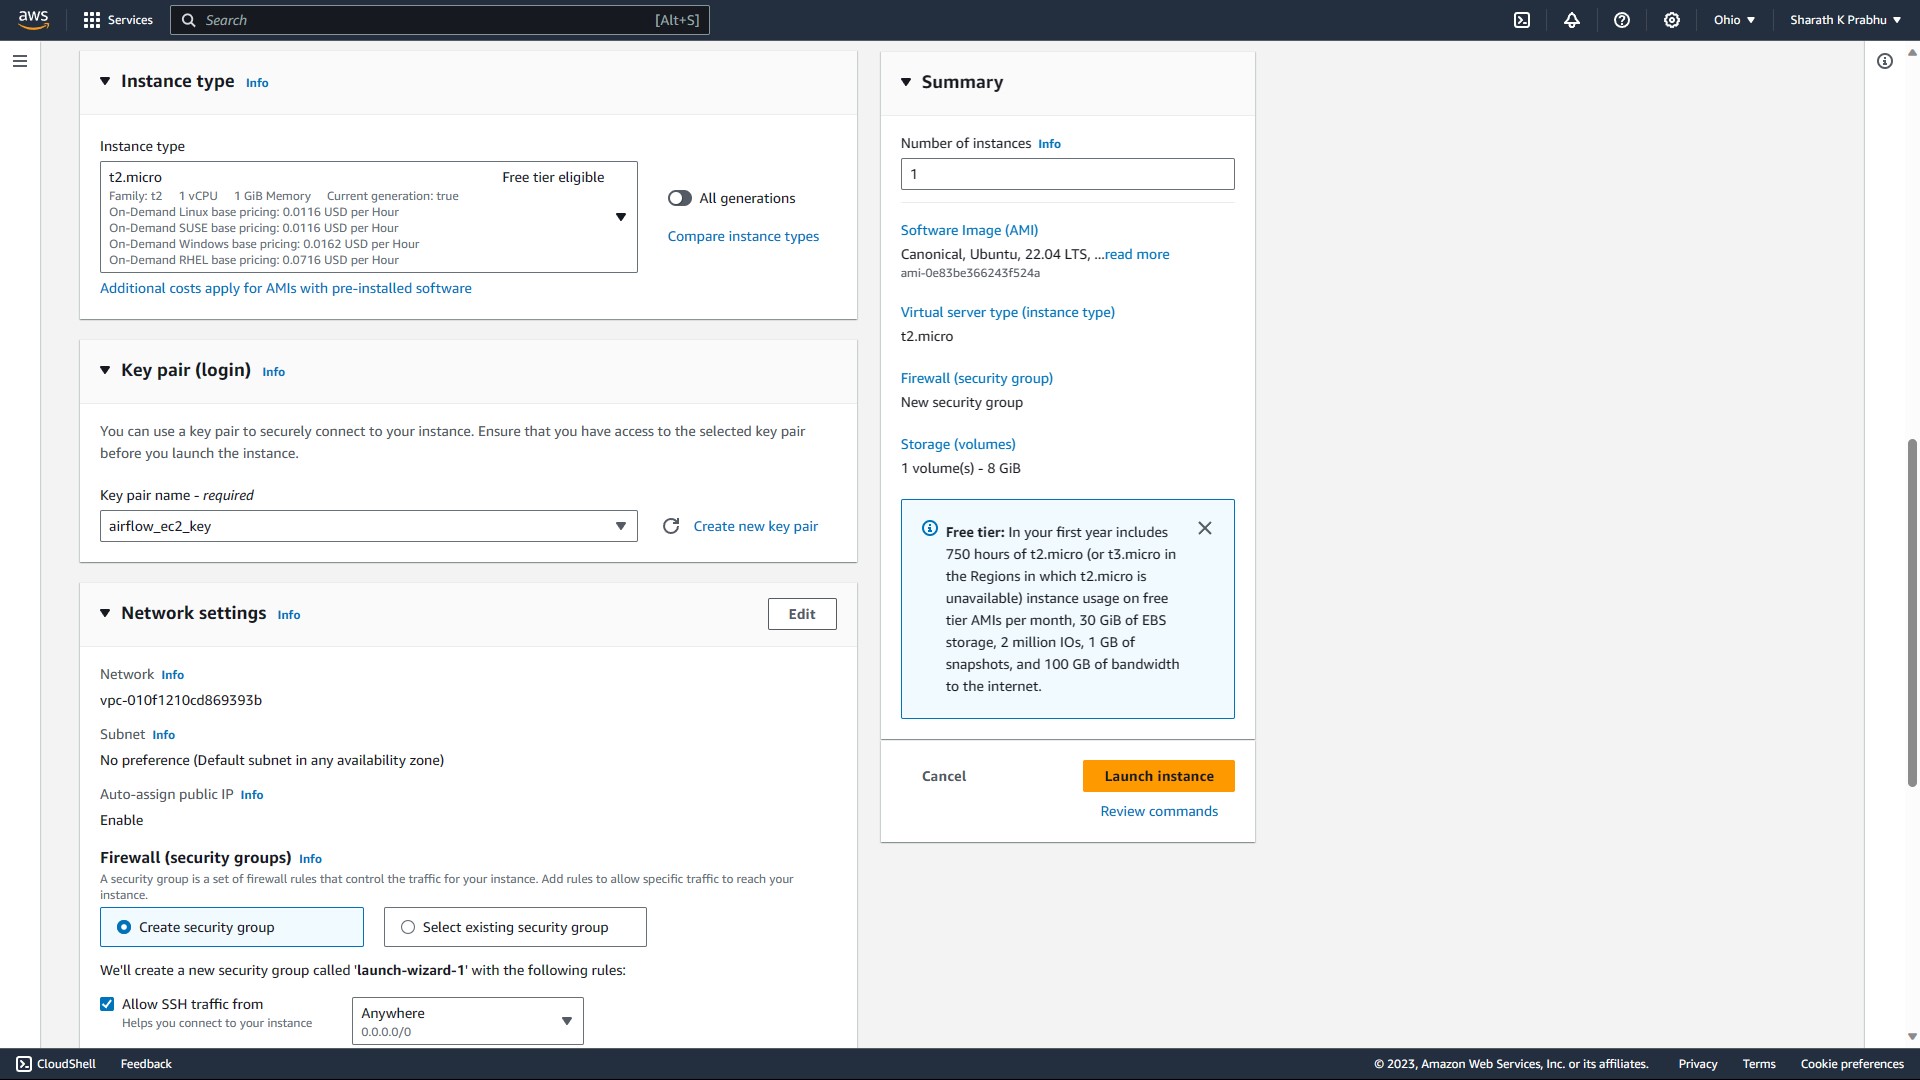 aws
Services
Search
[Alt+S]
Ohio
Sharath K Prabhu
Instance type Info
Instance type
t2.micro Free tier eligible
Family: t2 1 vCPU 1 GiB Memory Current generation: true
On-Demand Linux base pricing: 0.0116 USD per Hour
On-Demand SUSE base pricing: 0.0116 USD per Hour
On-Demand Windows base pricing: 0.0162 USD per Hour
On-Demand RHEL base pricing: 0.0716 USD per Hour
All generations
Compare instance types
Additional costs apply for AMIs with pre-installed software
Key pair (login) Info
You can use a key pair to securely connect to your instance. Ensure that you have access to the selected key pair
before you launch the instance.
Key pair name - required
airflow_ec2_key
Create new key pair
Network settings Info
Edit
Network Info
vpc-010f1210cd869393b
Subnet Info
No preference (Default subnet in any availability zone)
Auto-assign public IP Info
Enable
Firewall (security groups) Info
A security group is a set of firewall rules that control the traffic for your instance. Add rules to allow specific traffic to reach your
instance.
Create security group
Select existing security group
We'll create a new security group called 'launch-wizard-1' with the following rules:
Allow SSH traffic from
Helps you connect to your instance
Anywhere
0.0.0.0/0
Summary
Number of instances Info
1
Software Image (AMI)
Canonical, Ubuntu, 22.04 LTS, ...read more
ami-0e83be366243f524a
Virtual server type (instance type)
t2.micro
Firewall (security group)
New security group
Storage (volumes)
1 volume(s) - 8 GiB
Free tier: In your first year includes
750 hours of t2.micro (or t3.micro in
the Regions in which t2.micro is
unavailable) instance usage on free
tier AMIs per month, 30 GiB of EBS
storage, 2 million IOs, 1 GB of
snapshots, and 100 GB of bandwidth
to the internet.
Cancel
Launch instance
Review commands
CloudShell
Feedback
© 2023, Amazon Web Services, Inc. or its affiliates.
Privacy
Terms
Cookie preferences